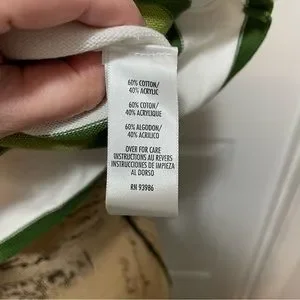 60% COTTON/
40% ACRYLIC
60% COTON/
40% ACRYLIQUE
60% ALGODON/
40% ACRILICO
OVER FOR CARE
INSTRUCTIONS AU REVERS
INSTRUCCIONES DE LIMPIEZA
AL DORSO
RN 93986